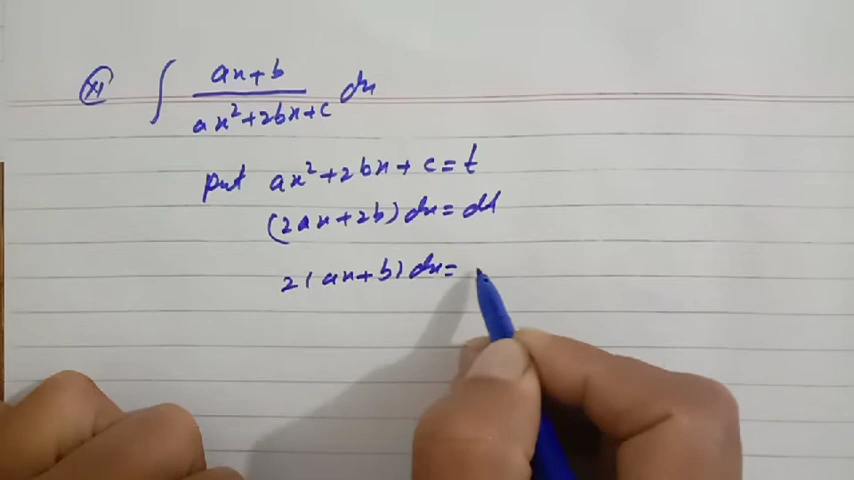 (xi) ∫ ax+b / ax²+2bx+c dx
put ax²+2bx+c=t
(2ax+2b)dx=dt
2(ax+b)dx=